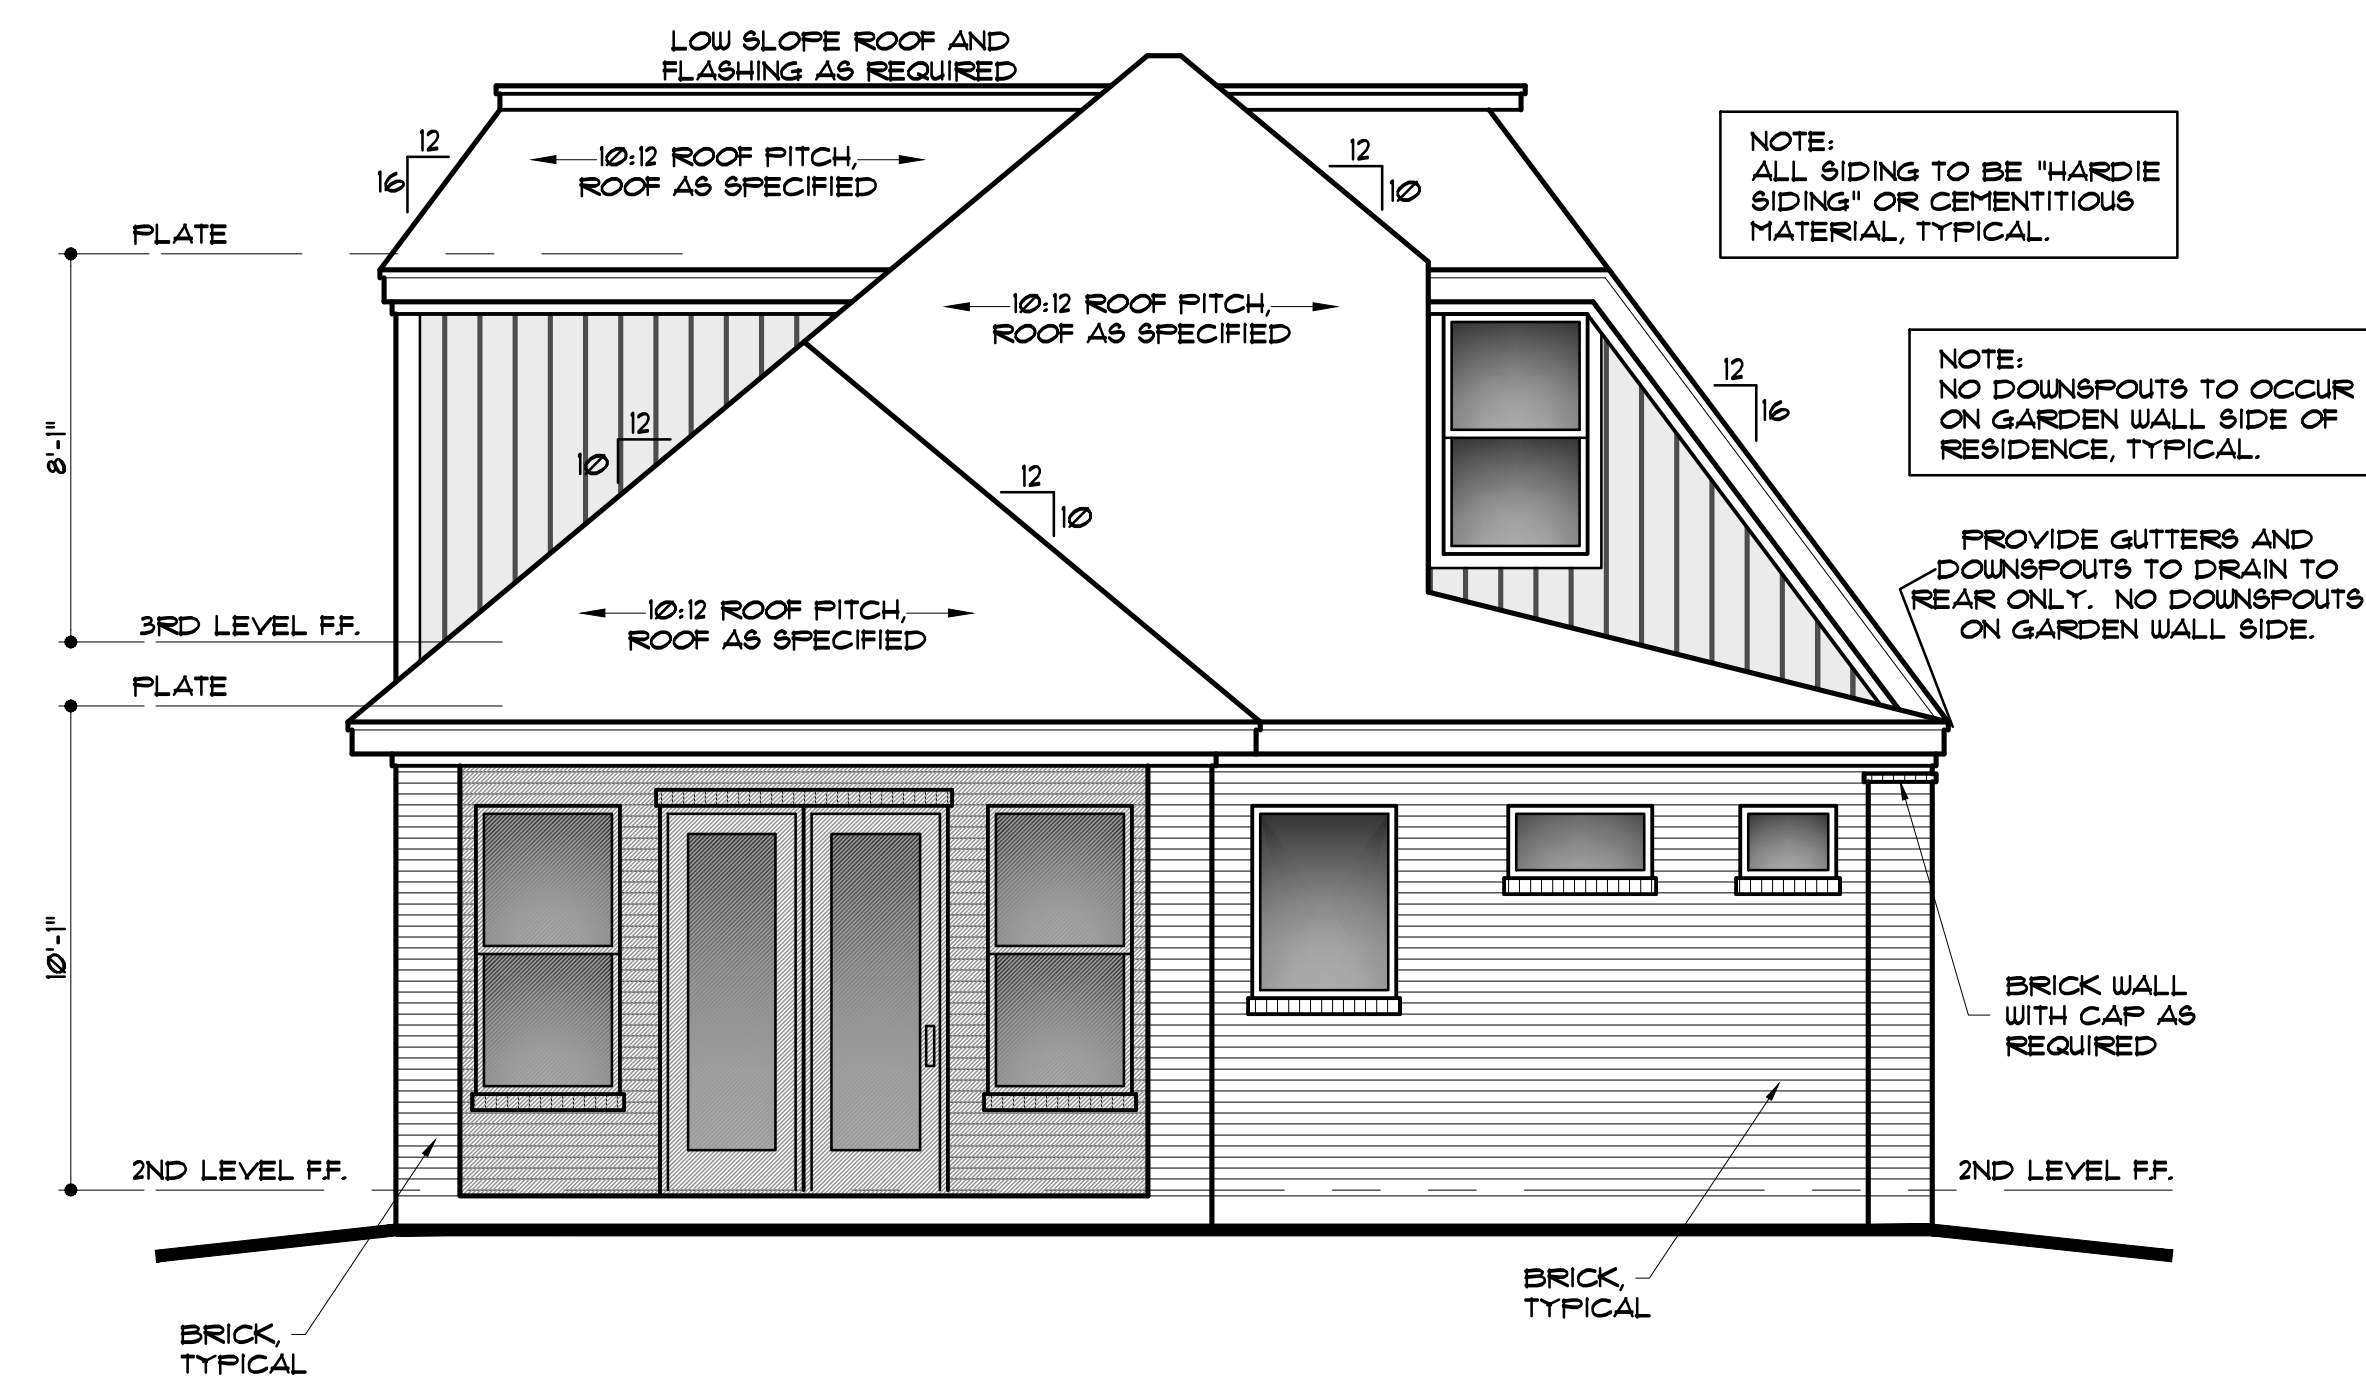 LOW SLOPE ROOF AND
FLASHING AS REQUIRED
12
16
10:12 ROOF PITCH,
ROOF AS SPECIFIED
12
10
NOTE:
ALL SIDING TO BE "HARDIE
SIDING" OR CEMENTITIOUS
MATERIAL, TYPICAL.
PLATE
10:12 ROOF PITCH,
ROOF AS SPECIFIED
NOTE:
NO DOWNSPOUTS TO OCCUR
ON GARDEN WALL SIDE OF
RESIDENCE, TYPICAL.
12
16
8'-1"
12
10
12
10
PROVIDE GUTTERS AND
DOWNSPOUTS TO DRAIN TO
REAR ONLY. NO DOWNSPOUTS
ON GARDEN WALL SIDE.
10:12 ROOF PITCH,
ROOF AS SPECIFIED
3RD LEVEL F.F.
PLATE
10'-1"
BRICK WALL
WITH CAP AS
REQUIRED
2ND LEVEL F.F.
2ND LEVEL F.F.
BRICK,
TYPICAL
BRICK,
TYPICAL